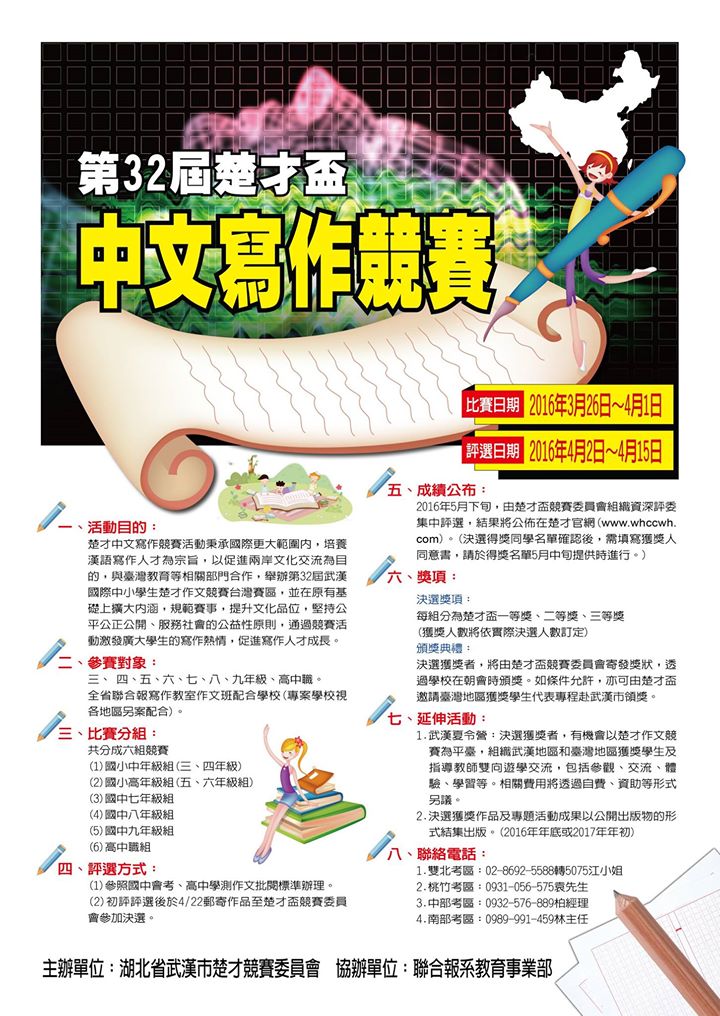 第32屆楚才盃
中文寫作競賽
比賽日期 2016年3月26日～4月1日
評選日期 2016年4月2日～4月15日
一、活動目的：
楚才中文寫作競賽活動秉承國際更大範圍內，培養
漢語寫作人才為宗旨，以促進兩岸文化交流為目
的，與臺灣教育等相關部門合作，舉辦第32屆武漢
國際中小學生楚才作文競賽台灣賽區，並在原有基
礎上擴大內涵，規範賽事，提升文化品位，堅持公
平公正公開、服務社會的公益性原則，通過競賽活
動激發廣大學生的寫作熱情，促進寫作人才成長。
二、參賽對象：
三、 四、五、六、七、八、九年級、高中職。
全省聯合報寫作教室作文班配合學校(專案學校視
各地區另案配合)。
三、比賽分組：
共分成六組競賽
(1)國小中年級組(三、四年級)
(2)國小高年級組(五、六年級組)
(3)國中七年級組
(4)國中八年級組
(5)國中九年級組
(6)高中職組
四、評選方式：
(1)參照國中會考、高中學測作文批閱標準辦理。
(2)初評評選後於4/22郵寄作品至楚才盃競賽委員
會參加決選。
五、成績公布：
2016年5月下旬，由楚才盃競賽委員會組織資深評委
集中評選，結果將公佈在楚才官網(www.whccwh.
com)。(決選得獎同學名單確認後，需填寫獲獎人
同意書，請於得獎名單5月中旬提供時進行。)
六、獎項：
決選獎項：
每組分為楚才盃一等獎、二等獎、三等獎
(獲獎人數將依實際決選人數訂定)
頒獎典禮：
決選獲獎者，將由楚才盃競賽委員會寄發獎狀，透
過學校在朝會時頒獎。如條件允許，亦可由楚才盃
邀請臺灣地區獲獎學生代表專程赴武漢市領獎。
七、延伸活動：
1.武漢夏令營：決選獲獎者，有機會以楚才作文競
賽為平臺，組織武漢地區和臺灣地區獲獎學生及
指導教師雙向遊學交流，包括參觀、交流、體
驗、學習等。相關費用將透過自費、資助等形式
另議。
2.決選獲獎作品及專題活動成果以公開出版物的形
式結集出版。(2016年年底或2017年年初)
八、聯絡電話：
1.雙北考區：02-8692-5588轉5075江小姐
2.桃竹考區：0931-056-575袁先生
3.中部考區：0932-576-889柏經理
4.南部考區：0989-991-459林主任
主辦單位：湖北省武漢市楚才競賽委員會 協辦單位：聯合報系教育事業部